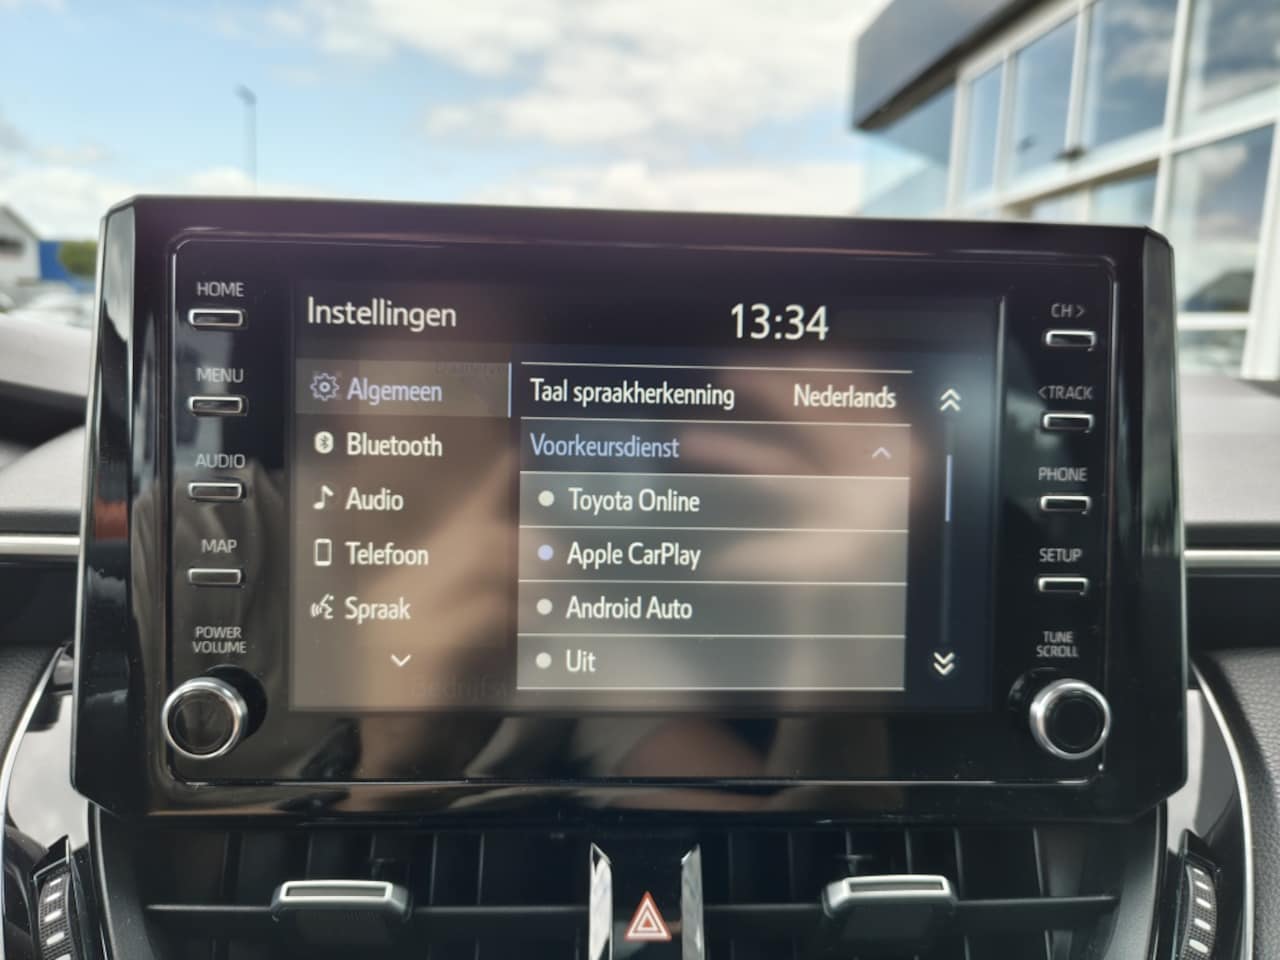 HOME
MENU
AUDIO
MAP
POWER
VOLUME
Instellingen
13:34
Algemeen
Bluetooth
Audio
Telefoon
Spraak
Taal spraakherkenning Nederlands
Voorkeursdienst
Toyota Online
Apple CarPlay
Android Auto
Uit
CH >
< TRACK
PHONE
SETUP
TUNE
SCROLL